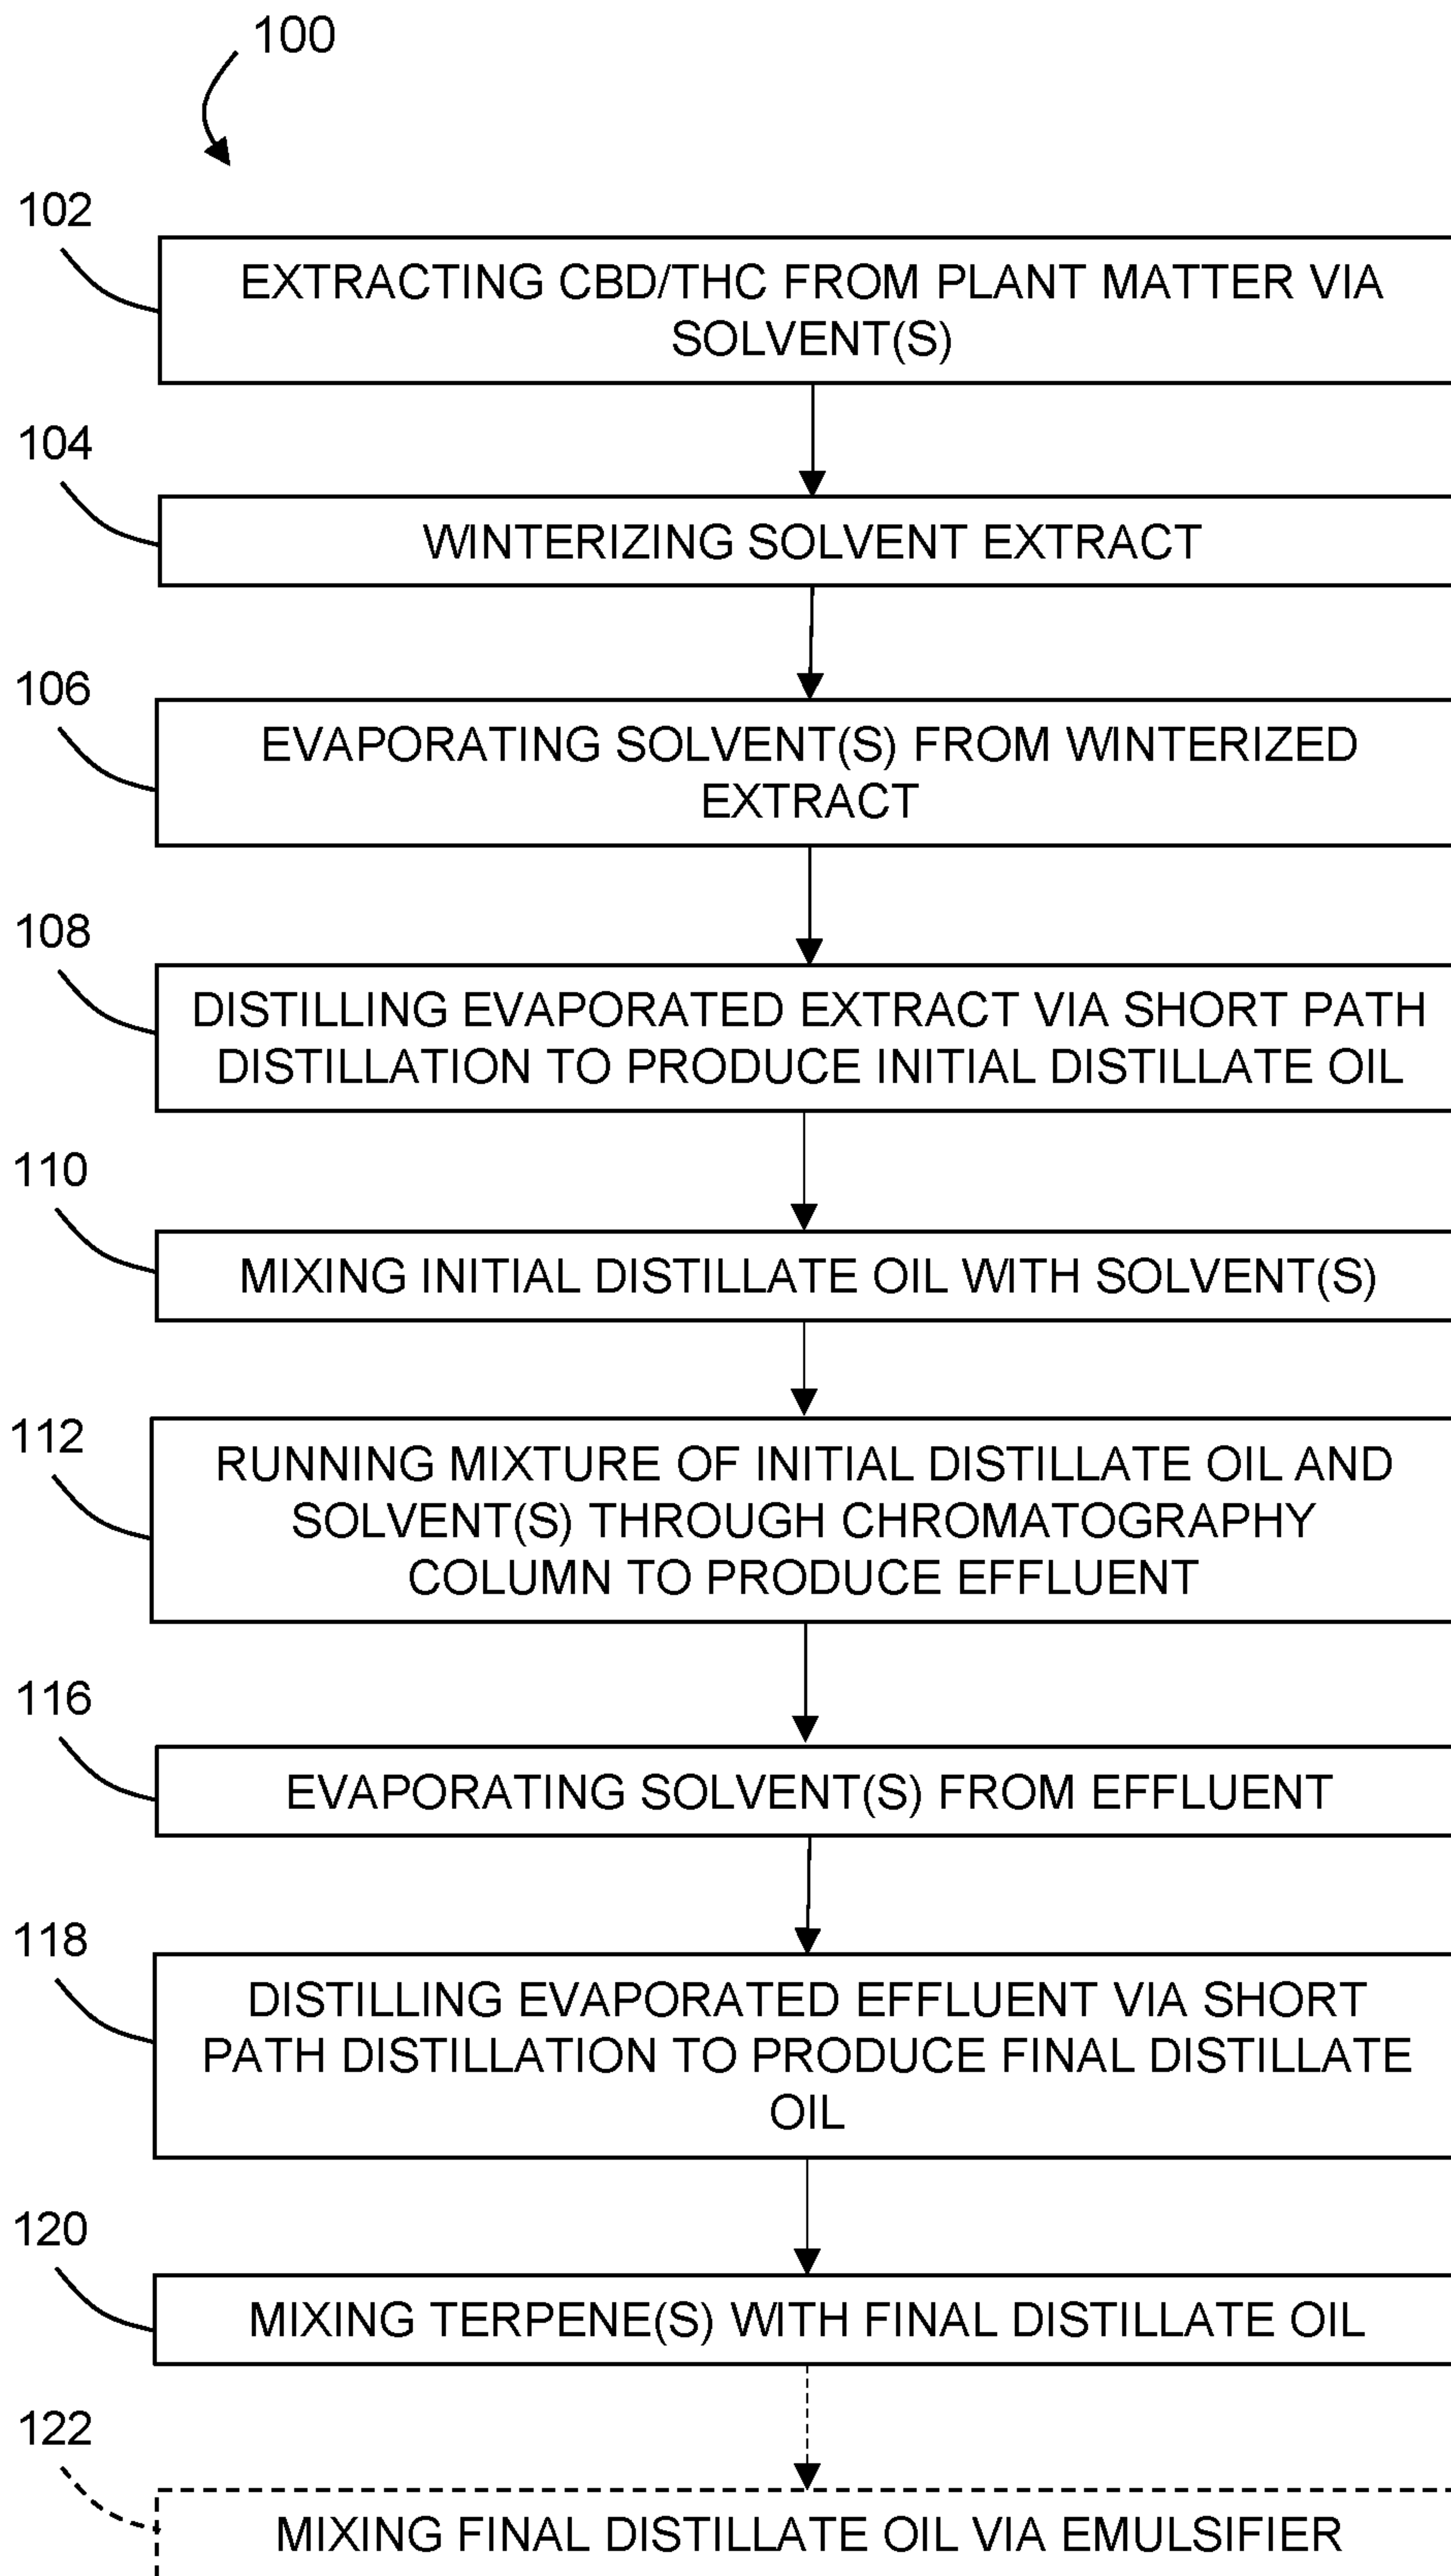 100
102
EXTRACTING CBD/THC FROM PLANT MATTER VIA
SOLVENT(S)
104
WINTERIZING SOLVENT EXTRACT
106
EVAPORATING SOLVENT(S) FROM WINTERIZED
EXTRACT
108
DISTILLING EVAPORATED EXTRACT VIA SHORT PATH
DISTILLATION TO PRODUCE INITIAL DISTILLATE OIL
110
MIXING INITIAL DISTILLATE OIL WITH SOLVENT(S)
112
RUNNING MIXTURE OF INITIAL DISTILLATE OIL AND
SOLVENT(S) THROUGH CHROMATOGRAPHY
COLUMN TO PRODUCE EFFLUENT
116
EVAPORATING SOLVENT(S) FROM EFFLUENT
118
DISTILLING EVAPORATED EFFLUENT VIA SHORT
PATH DISTILLATION TO PRODUCE FINAL DISTILLATE
OIL
120
MIXING TERPENE(S) WITH FINAL DISTILLATE OIL
122
MIXING FINAL DISTILLATE OIL VIA EMULSIFIER